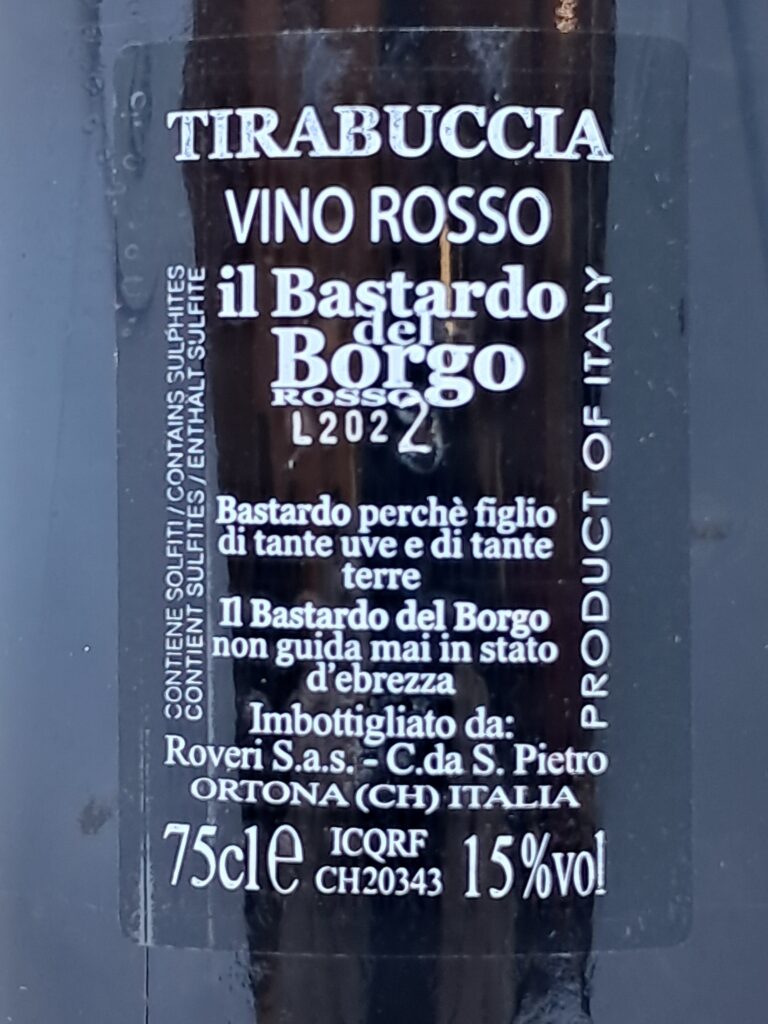 TIRABUCCIA
VINO ROSSO
il Bastardo
del
Borgo
ROSSO
L2022
Bastardo perchè figlio
di tante uve e di tante
terre
Il Bastardo del Borgo
non guida mai in stato
d'ebrezza
Imbottigliato da:
Roveri S.a.s. - C.da S. Pietro
ORTONA (CH) ITALIA
75cl e ICQRF 15%vol
CH20343
CONTIENE SOLFITI / CONTAINS SULPHITES
CONTIENT SULFITES / ENTHÄLT SULFITE
PRODUCT OF ITALY